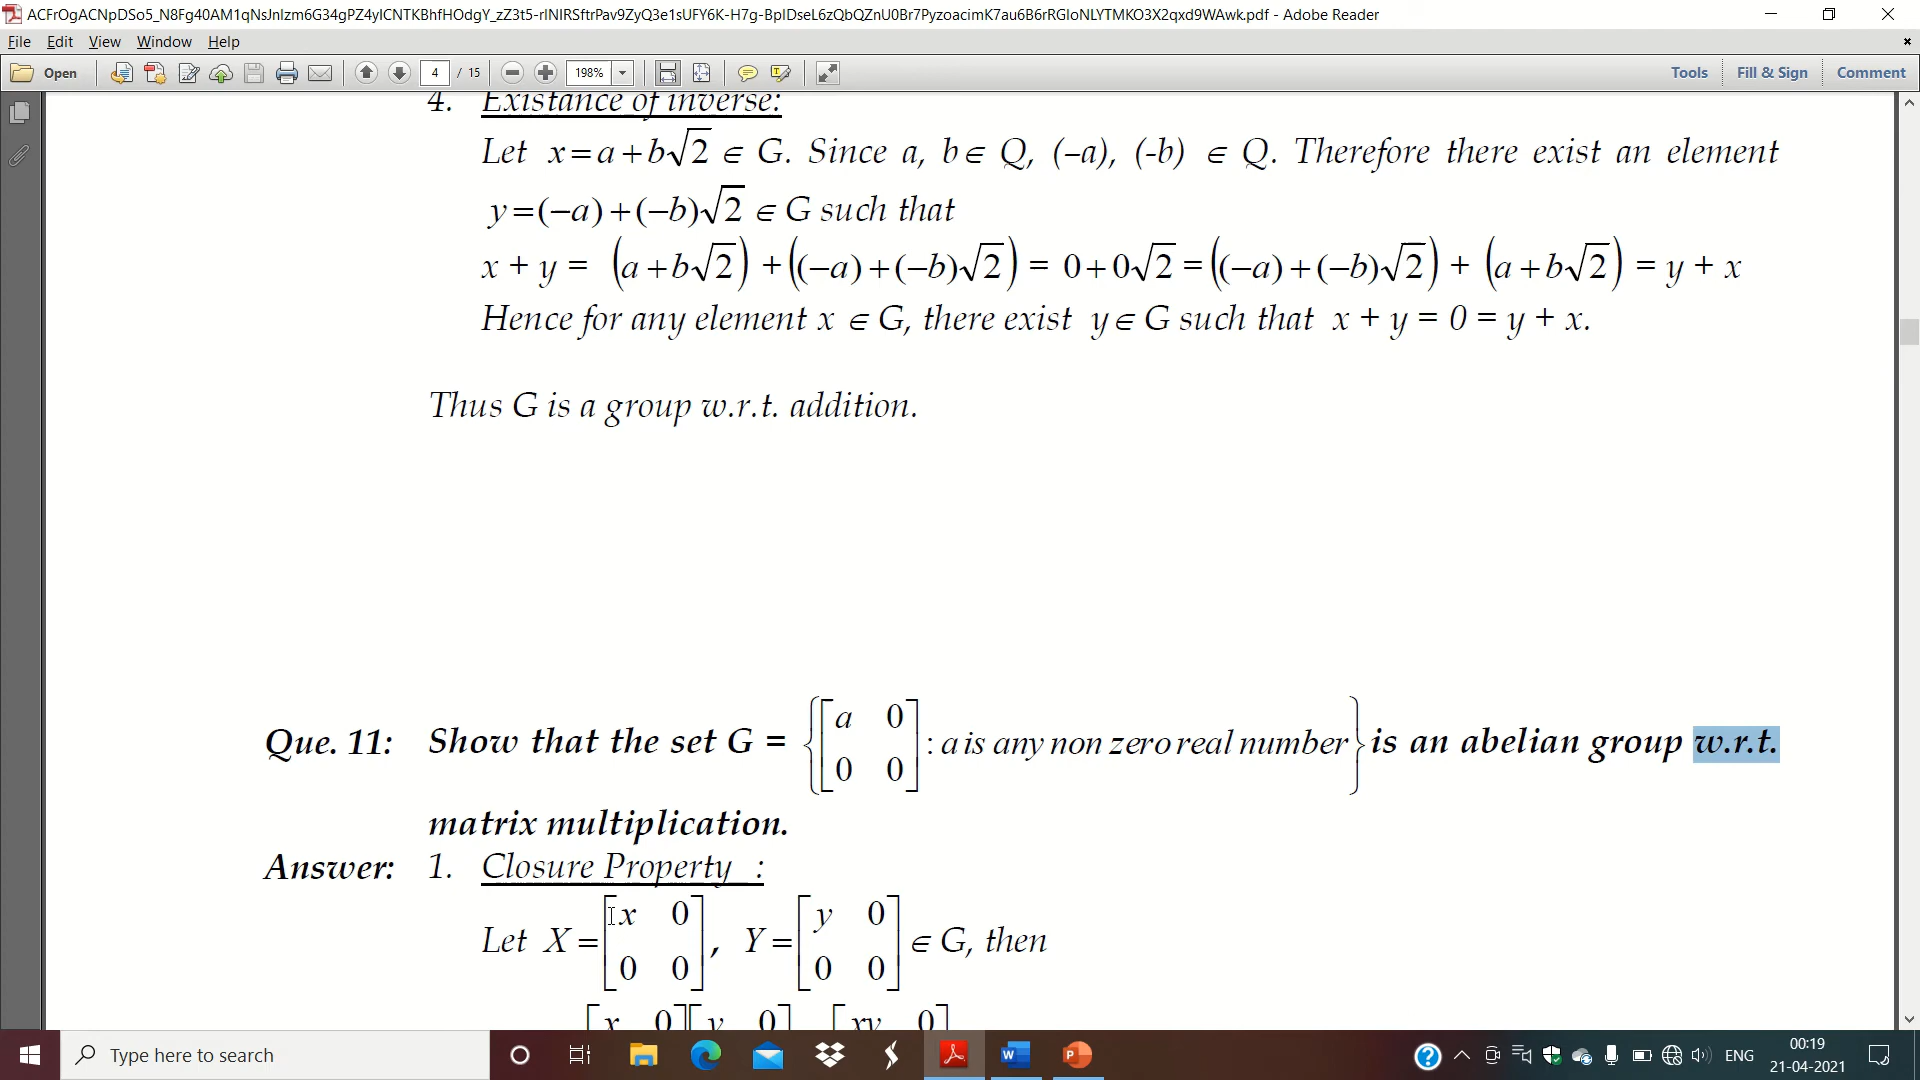 ACFrOgACNpDSo5_N8Fg40AM1qNsJnIzm6G34gPZ4yICNTKBhfHOdgY_zZ3t5-rINIRSftrPav9ZyQ3e1sUFY6K-H7g-BpIDseL6zQbQZnU0Br7PyzoacimK7au6B6rRGIoNLYTMKO3X2qxd9WAwk.pdf - Adobe Reader
File Edit View Window Help
Open 4 / 15 198% Tools Fill & Sign Comment
4. Existance of inverse:
Let x=a+b√2 ∈ G. Since a, b∈ Q, (–a), (-b) ∈ Q. Therefore there exist an element
y=(−a)+(−b)√2 ∈ G such that
x + y = (a+b√2) +((−a)+(−b)√2) = 0+0√2=((−a)+(−b)√2) + (a+b√2) = y + x
Hence for any element x ∈ G, there exist y∈ G such that x + y = 0 = y + x.
Thus G is a group w.r.t. addition.
Que. 11: Show that the set G = {[a 0 0 0] : a is any non zero real number} is an abelian group w.r.t.
matrix multiplication.
Answer: 1. Closure Property :
Let X=[x 0 0 0], Y=[y 0 0 0] ∈ G, then
[x 0][y 0] [xy 0]
Type here to search ENG 00:19
21-04-2021